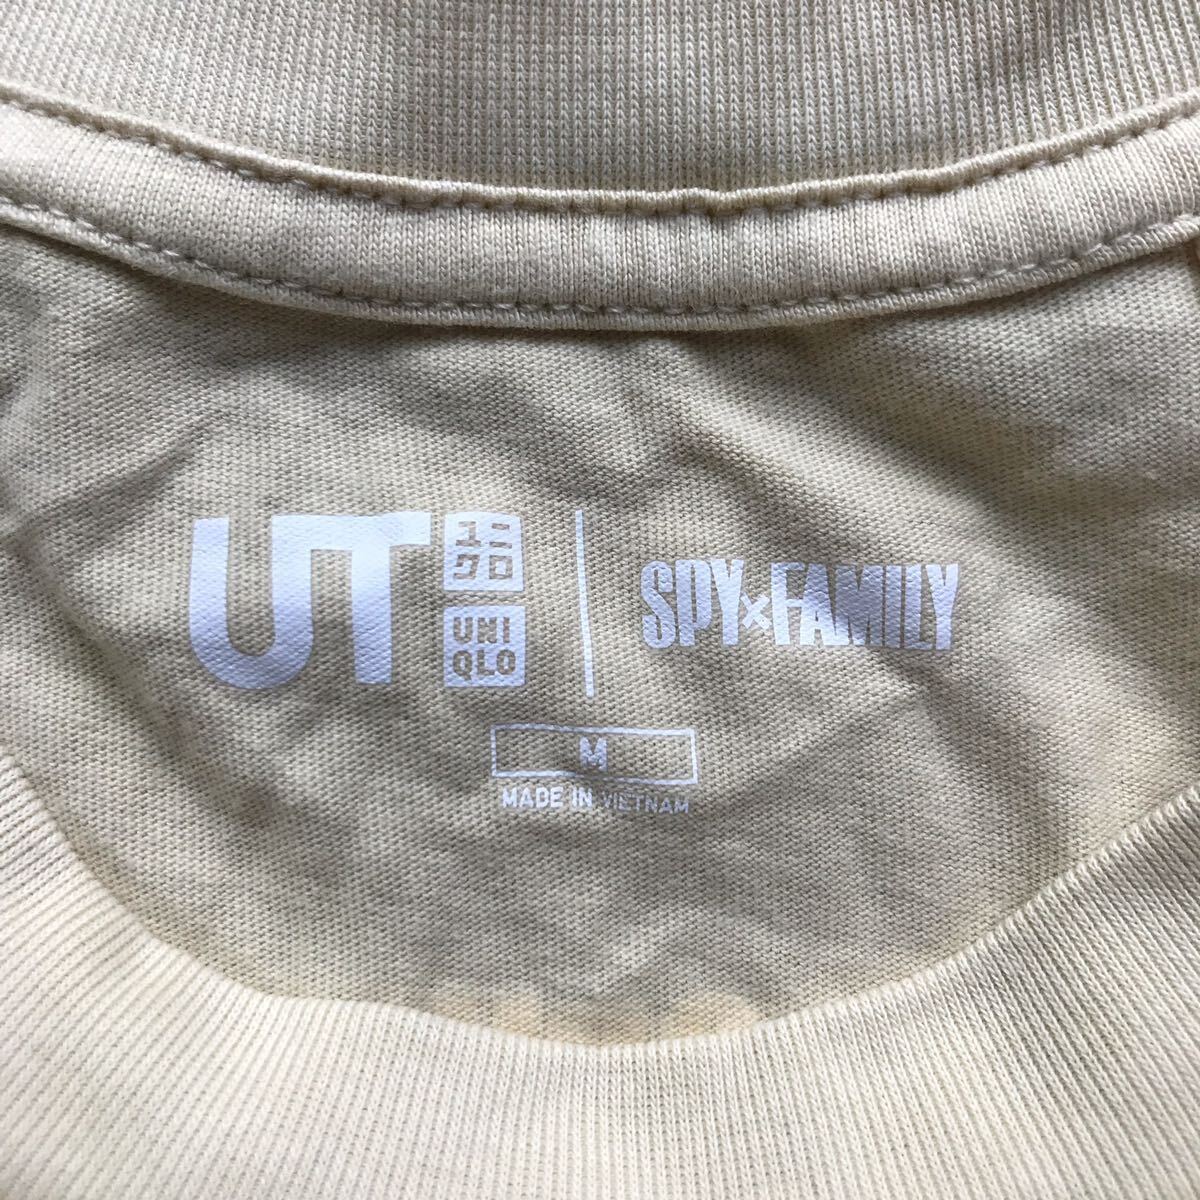 UT
ユニ
クロ
UNI
QLO
SPY×FAMILY
M
MADE IN VIETNAM